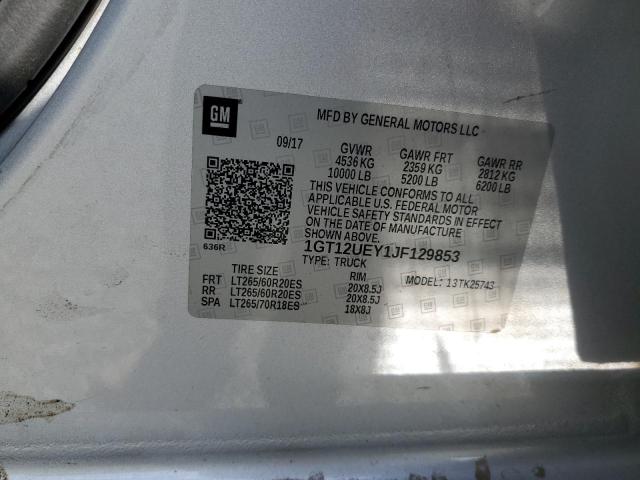 GM
MFD BY GENERAL MOTORS LLC
09/17
GVWR GAWR FRT GAWR RR
4536 KG 2359 KG 2812 KG
10000 LB 5200 LB 6200 LB
THIS VEHICLE CONFORMS TO ALL
APPLICABLE U.S. FEDERAL MOTOR
VEHICLE SAFETY STANDARDS IN EFFECT
ON THE DATE OF MANUFACTURE
SHOWN ABOVE.
636R
1GT12UEY1JF129853
TYPE: TRUCK
TIRE SIZE RIM MODEL: 13TK25743
FRT LT265/60R20ES 20X8.5J
RR LT265/60R20ES 20X8.5J
SPA LT265/70R18ES 18X8J